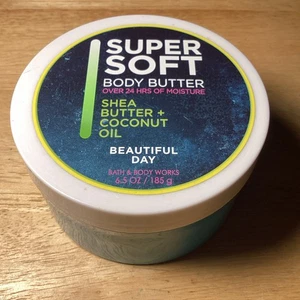 SUPER
SOFT
BODY BUTTER
OVER 24 HRS OF MOISTURE
SHEA
BUTTER +
COCONUT
OIL
BEAUTIFUL
DAY
BATH & BODY WORKS
6.5 OZ / 185 g